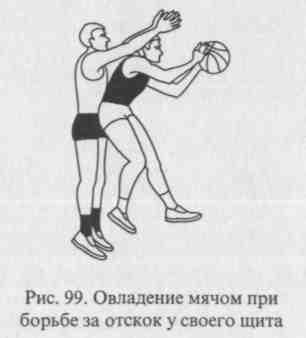 Рис. 99. Овладение мячом при
борьбе за отскок у своего щита